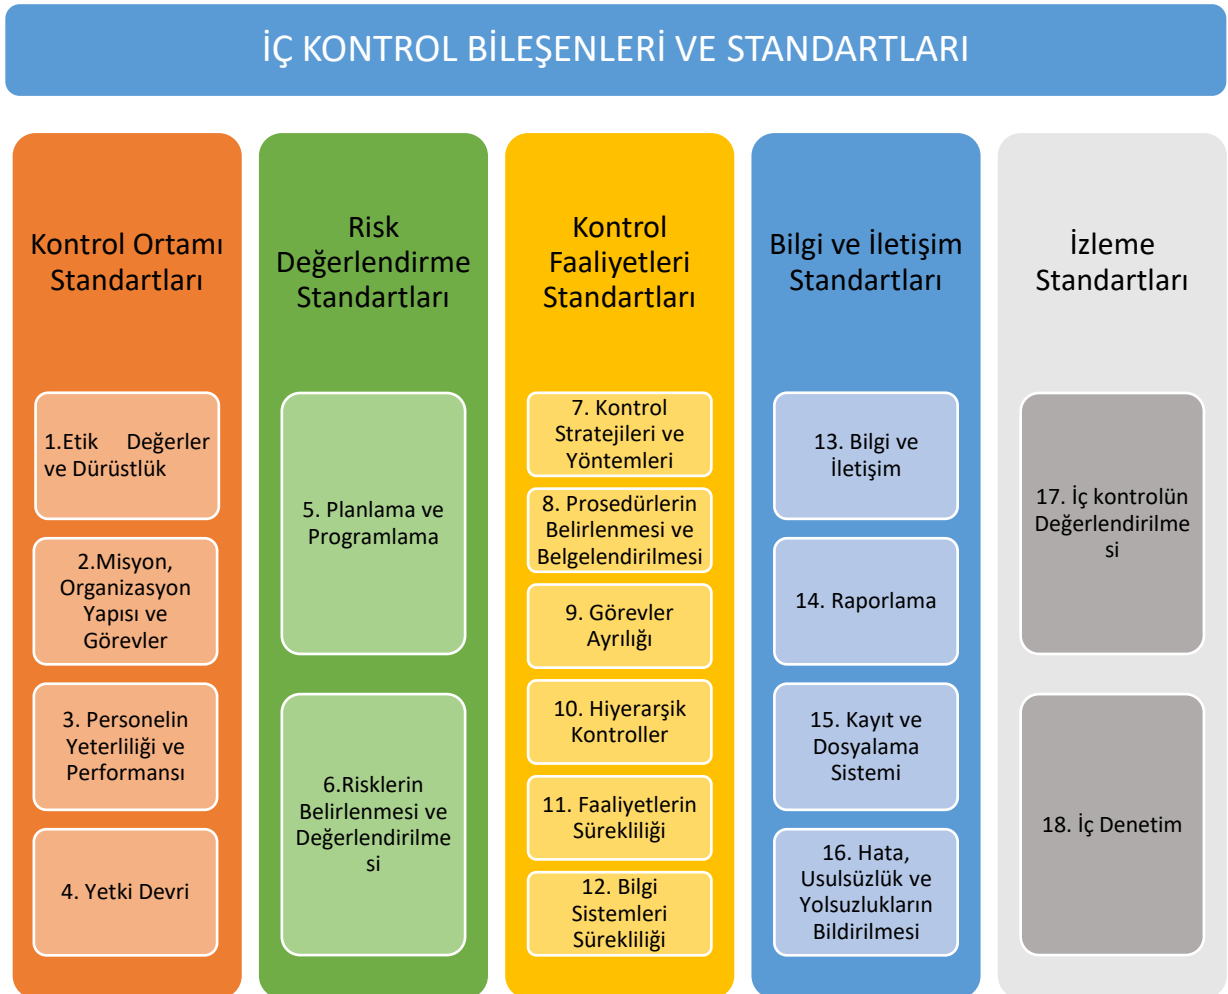 İÇ KONTROL BİLEŞENLERİ VE STANDARTLARI
Kontrol Ortamı
Standartları
1.Etik Değerler
ve Dürüstlük
2.Misyon,
Organizasyon
Yapısı ve
Görevler
3. Personelin
Yeterliliği ve
Performansı
4. Yetki Devri
Risk
Değerlendirme
Standartları
5. Planlama ve
Programlama
6.Risklerin
Belirlenmesi ve
Değerlendirilme
si
Kontrol
Faaliyetleri
Standartları
7. Kontrol
Stratejileri ve
Yöntemleri
8. Prosedürlerin
Belirlenmesi ve
Belgelendirilmesi
9. Görevler
Ayrılığı
10. Hiyerarşik
Kontroller
11. Faaliyetlerin
Sürekliliği
12. Bilgi
Sistemleri
Sürekliliği
Bilgi ve İletişim
Standartları
13. Bilgi ve
İletişim
14. Raporlama
15. Kayıt ve
Dosyalama
Sistemi
16. Hata,
Usulsüzlük ve
Yolsuzlukların
Bildirilmesi
İzleme
Standartları
17. İç kontrolün
Değerlendirilme
si
18. İç Denetim